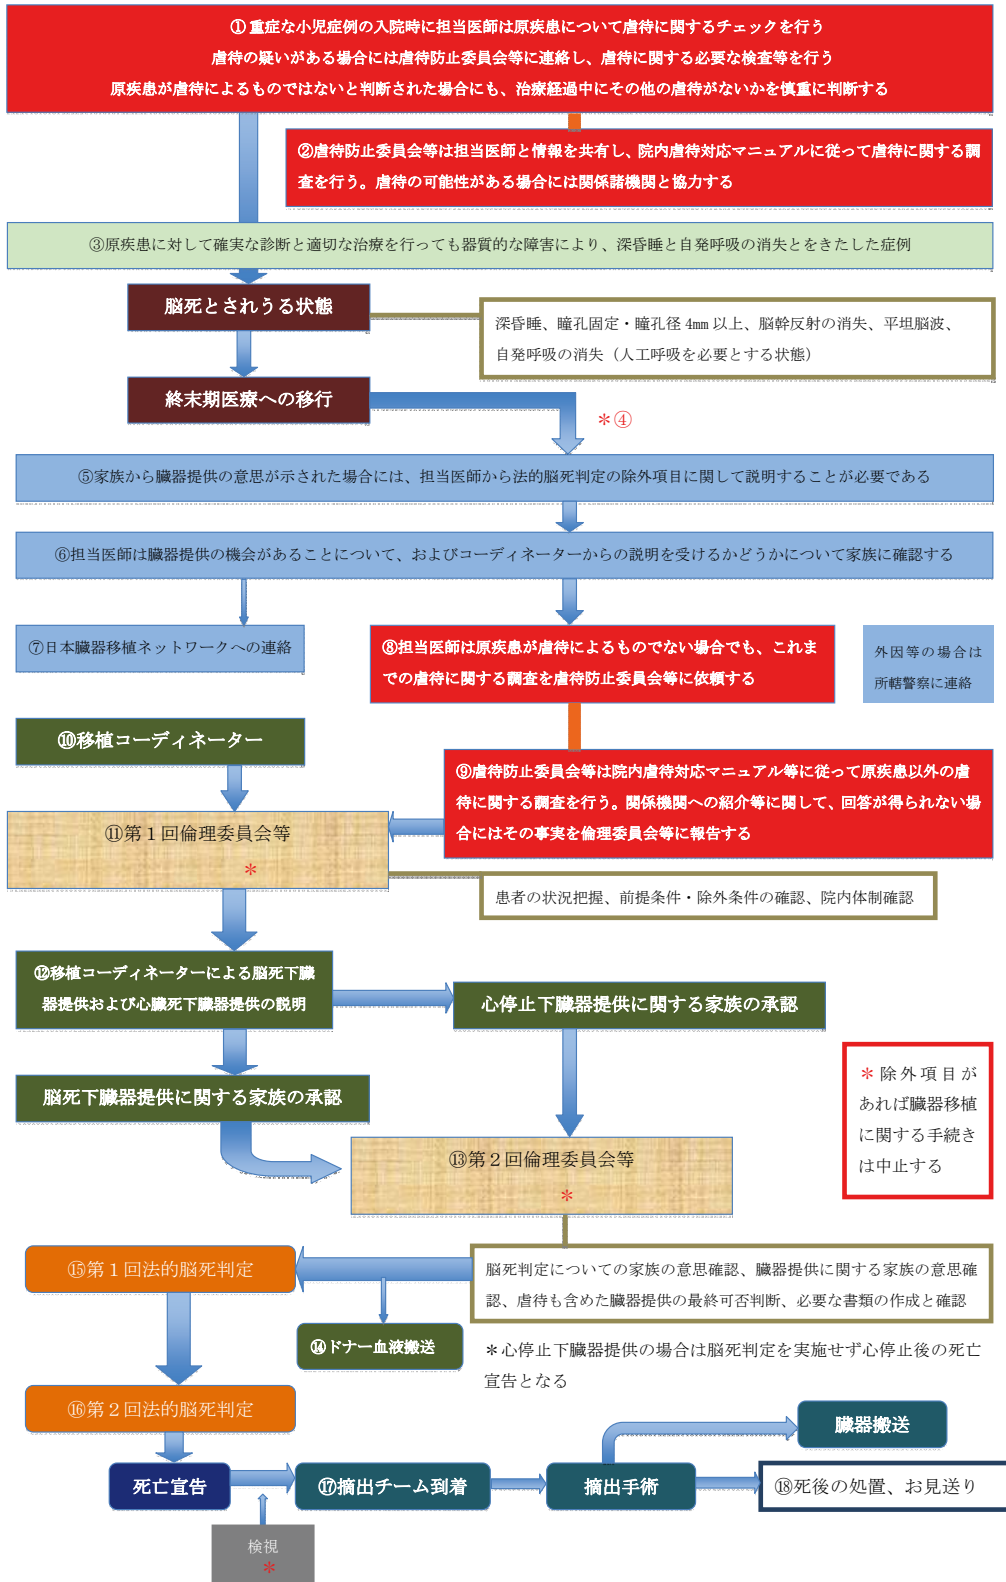 ①重症な小児症例の入院時に担当医師は原疾患について虐待に関するチェックを行う
虐待の疑いがある場合には虐待防止委員会等に連絡し、虐待に関する必要な検査等を行う
原疾患が虐待によるものではないと判断された場合にも、治療経過中にその他の虐待がないかを慎重に判断する
②虐待防止委員会等は担当医師と情報を共有し、院内虐待対応マニュアルに従って虐待に関する調
査を行う。虐待の可能性がある場合には関係諸機関と協力する
③原疾患に対して確実な診断と適切な治療を行っても器質的な障害により、深昏睡と自発呼吸の消失とをきたした症例
脳死とされうる状態
深昏睡、瞳孔固定・瞳孔径 4mm 以上、脳幹反射の消失、平坦脳波、
自発呼吸の消失（人工呼吸を必要とする状態）
終末期医療への移行
＊④
⑤家族から臓器提供の意思が示された場合には、担当医師から法的脳死判定の除外項目に関して説明することが必要である
⑥担当医師は臓器提供の機会があることについて、およびコーディネーターからの説明を受けるかどうかについて家族に確認する
⑦日本臓器移植ネットワークへの連絡
⑧担当医師は原疾患が虐待によるものでない場合でも、これま
での虐待に関する調査を虐待防止委員会等に依頼する
外因等の場合は
所轄警察に連絡
⑩移植コーディネーター
⑨虐待防止委員会等は院内虐待対応マニュアル等に従って原疾患以外の虐
待に関する調査を行う。関係機関への紹介等に関して、回答が得られない場
合にはその事実を倫理委員会等に報告する
⑪第１回倫理委員会等
＊
患者の状況把握、前提条件・除外条件の確認、院内体制確認
⑫移植コーディネーターによる脳死下臓
器提供および心臓死下臓器提供の説明
心停止下臓器提供に関する家族の承認
脳死下臓器提供に関する家族の承認
＊除外項目が
あれば臓器移植
に関する手続き
は中止する
⑬第２回倫理委員会等
＊
⑮第１回法的脳死判定
脳死判定についての家族の意思確認、臓器提供に関する家族の意思確
認、虐待も含めた臓器提供の最終可否判断、必要な書類の作成と確認
⑭ドナー血液搬送
＊心停止下臓器提供の場合は脳死判定を実施せず心停止後の死亡
宣告となる
⑯第２回法的脳死判定
臓器搬送
死亡宣告
⑰摘出チーム到着
摘出手術
⑱死後の処置、お見送り
検視
＊